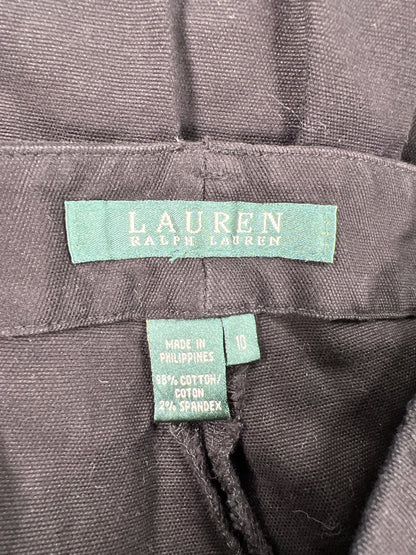 LAUREN
RALPH LAUREN
10
MADE IN
PHILIPPINES
98% COTTON/
COTON
2% SPANDEX